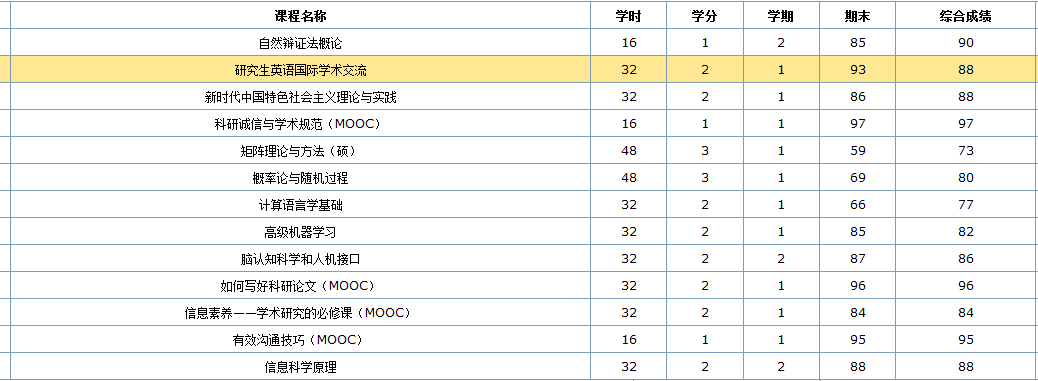 课程名称 学时 学分 学期 期末 综合成绩
自然辩证法概论 16 1 2 85 90
研究生英语国际学术交流 32 2 1 93 88
新时代中国特色社会主义理论与实践 32 2 1 86 88
科研诚信与学术规范（MOOC） 16 1 1 97 97
矩阵理论与方法（硕） 48 3 1 59 73
概率论与随机过程 48 3 1 69 80
计算语言学基础 32 2 1 66 77
高级机器学习 32 2 1 85 82
脑认知科学和人机接口 32 2 2 87 86
如何写好科研论文（MOOC） 32 2 1 96 96
信息素养——学术研究的必修课（MOOC） 32 2 1 84 84
有效沟通技巧（MOOC） 16 1 1 95 95
信息科学原理 32 2 2 88 88